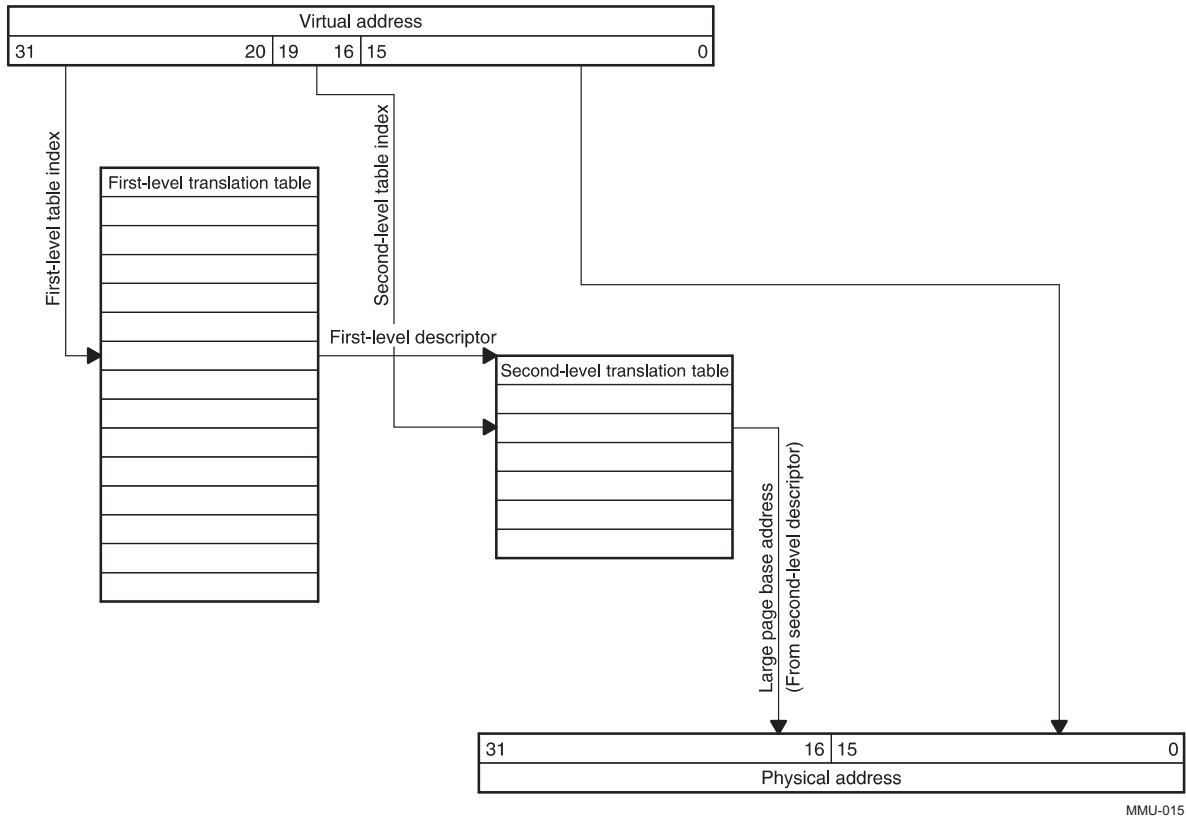 Virtual address
31 20 19 16 15 0
First-level table index
Second-level table index
First-level translation table
First-level descriptor
Second-level translation table
Large page base address
(From second-level descriptor)
31 16 15 0
Physical address
MMU-015